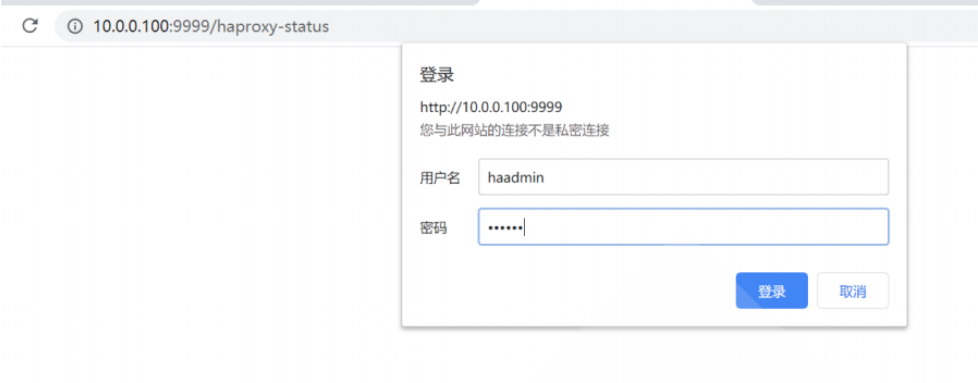 10.0.0.100:9999/haproxy-status
登录
http://10.0.0.100:9999
您与此网站的连接不是私密连接
用户名 haadmin
密码 ••••••
登录 取消